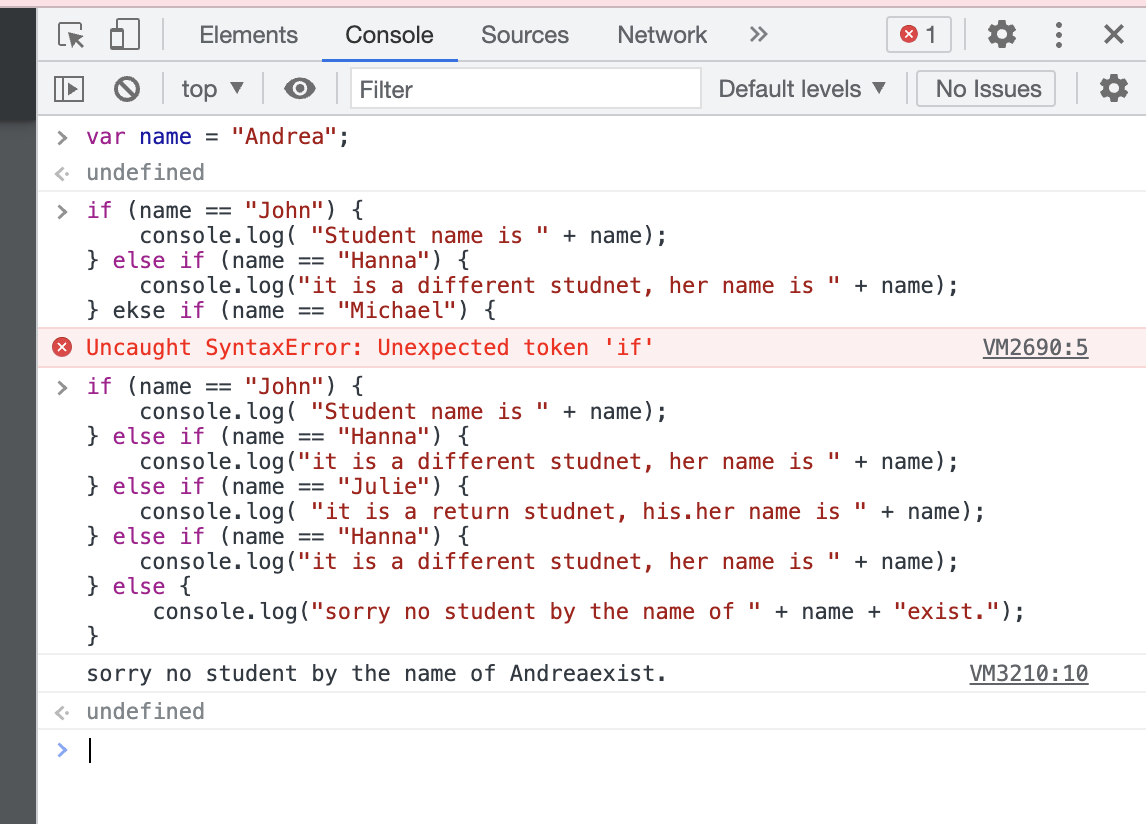 Elements Console Sources Network 1
top Filter Default levels No Issues
> var name = "Andrea";
undefined
> if (name == "John") {
console.log( "Student name is " + name);
} else if (name == "Hanna") {
console.log("it is a different studnet, her name is " + name);
} ekse if (name == "Michael") {
Uncaught SyntaxError: Unexpected token 'if' VM2690:5
> if (name == "John") {
console.log( "Student name is " + name);
} else if (name == "Hanna") {
console.log("it is a different studnet, her name is " + name);
} else if (name == "Julie") {
console.log( "it is a return studnet, his.her name is " + name);
} else if (name == "Hanna") {
console.log("it is a different studnet, her name is " + name);
} else {
console.log("sorry no student by the name of " + name + "exist.");
}
sorry no student by the name of Andreaexist. VM3210:10
undefined
>